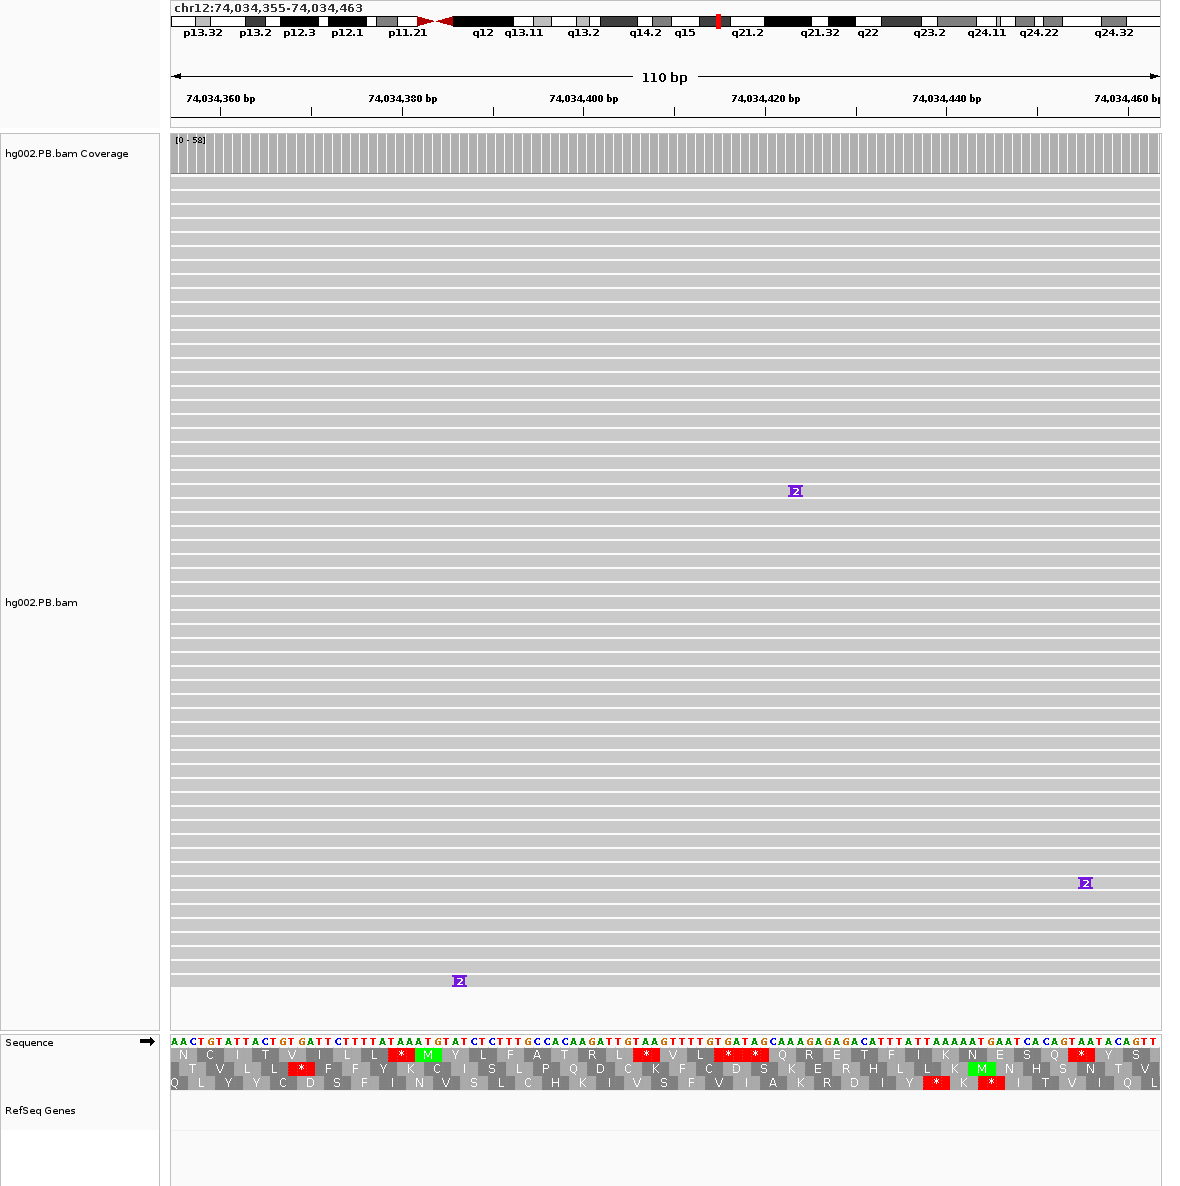 chr12:74,034,355-74,034,463
p13.32 p13.2 p12.3 p12.1 p11.21 q12 q13.11 q13.2 q14.2 q15 q21.2 q21.32 q22 q23.2 q24.11 q24.22 q24.32
110 bp
74,034,360 bp 74,034,380 bp 74,034,400 bp 74,034,420 bp 74,034,440 bp 74,034,460 bp
[0 - 58]
hg002.PB.bam Coverage
2
hg002.PB.bam
2
2
Sequence
AACTGTATTACTGTGATTCTTTTATAAATGTATCTCTTTGCCACAAGATTGTAAGTTTTGTGATAGCAAAGAGAGACATTTATTAAAAATGAATCACAGTAATACAGTT
N C I T V I L L * M Y L F A T R L * V L * * Q R E T F I K N E S Q * Y S
T V L L * F F Y K C I S L P Q D C K F C D S K E R H L L K M N H S N T V
Q L Y Y C D S F I N V S L C H K I V S F V I A K R D I Y * K * I T V I Q L
RefSeq Genes